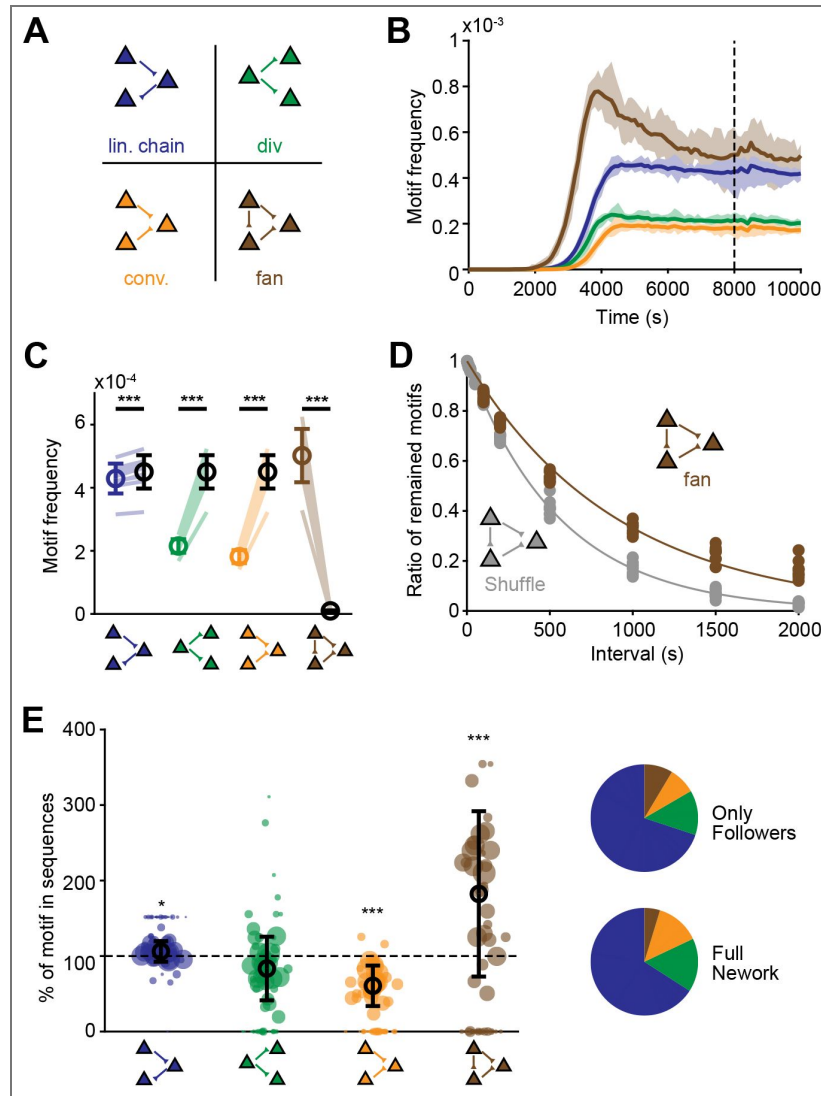 A
lin. chain
div
conv.
fan
B
x10⁻³
1
0.8
0.6
0.4
0.2
0
Motif frequency
0 2000 4000 6000 8000 10000
Time (s)
C
x10⁻⁴
*** *** *** ***
6
4
2
0
Motif frequency
D
1
0.8
0.6
0.4
0.2
0
Ratio of remained motifs
fan
Shuffle
0 500 1000 1500 2000
Interval (s)
E
400
300
200
100
0
% of motif in sequences
*
***
***
Only
Followers
Full
Nework